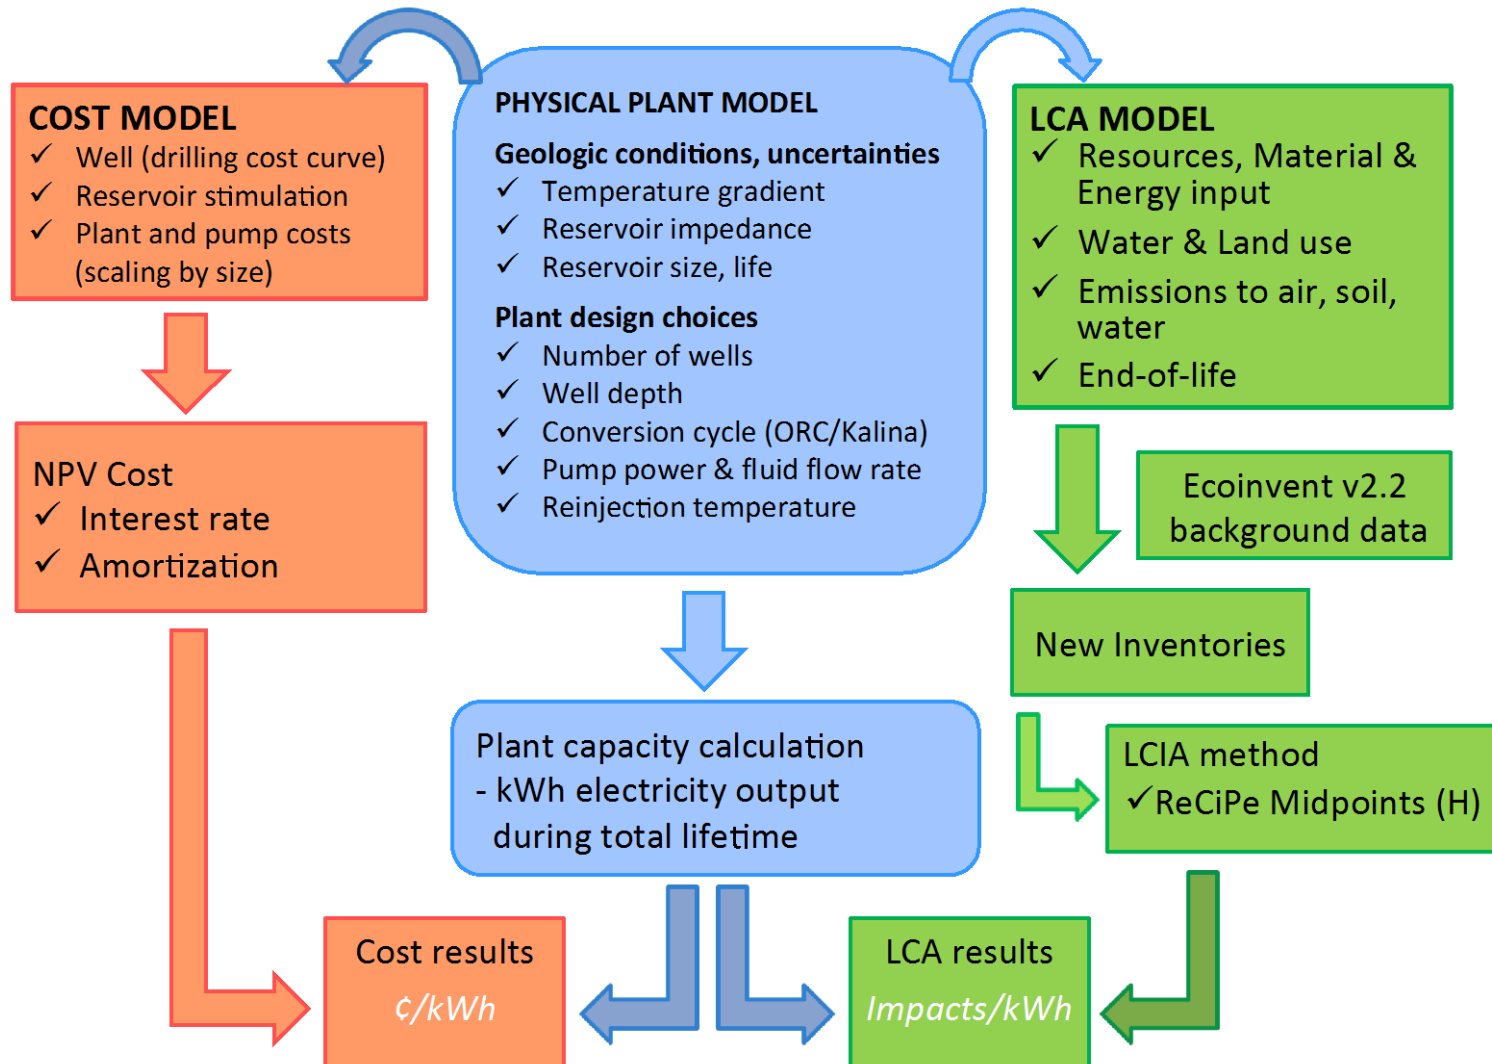 COST MODEL
✓ Well (drilling cost curve)
✓ Reservoir stimulation
✓ Plant and pump costs
(scaling by size)
NPV Cost
✓ Interest rate
✓ Amortization
PHYSICAL PLANT MODEL
Geologic conditions, uncertainties
✓ Temperature gradient
✓ Reservoir impedance
✓ Reservoir size, life
Plant design choices
✓ Number of wells
✓ Well depth
✓ Conversion cycle (ORC/Kalina)
✓ Pump power & fluid flow rate
✓ Reinjection temperature
Plant capacity calculation
- kWh electricity output
during total lifetime
LCA MODEL
✓ Resources, Material &
Energy input
✓ Water & Land use
✓ Emissions to air, soil,
water
✓ End-of-life
Ecoinvent v2.2
background data
New Inventories
LCIA method
✓ReCiPe Midpoints (H)
Cost results
¢/kWh
LCA results
Impacts/kWh